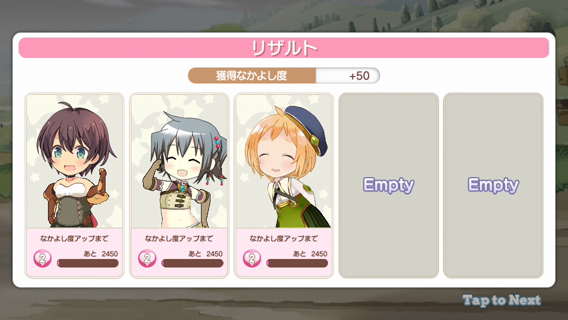 リザルト
獲得なかよし度 +50
なかよし度アップまで
2 あと 2450
なかよし度アップまで
2 あと 2450
なかよし度アップまで
2 あと 2450
Empty
Empty
Tap to Next